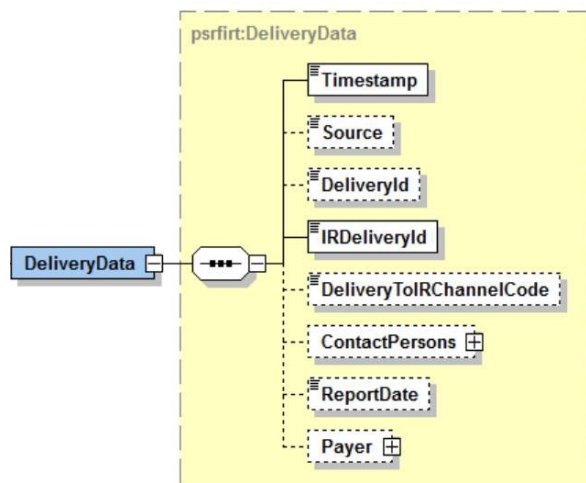 psrfirt:DeliveryData
Timestamp
Source
DeliveryId
DeliveryData
IRDeliveryId
DeliveryToIRChannelCode
ContactPersons
ReportDate
Payer